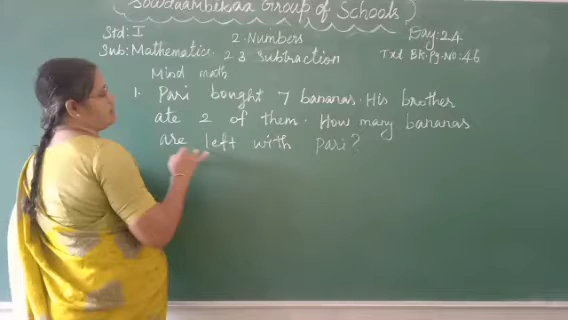 Sowdaambikaa Group of Schools
Std: I 2. Numbers Day: 24
Sub: Mathematics 2.3 Subtraction Txt BK. Pg. NO: 46
Mind math
1. Pari bought 7 bananas. His brother
ate 2 of them. How many bananas
are left with pari?